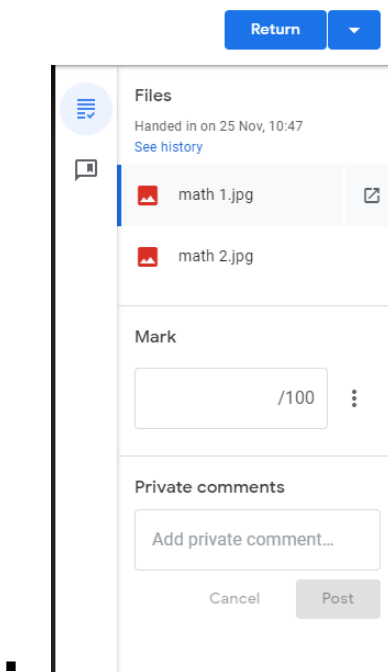 Return
Files
Handed in on 25 Nov, 10:47
See history
math 1.jpg
math 2.jpg
Mark
/100
Private comments
Add private comment...
Cancel
Post